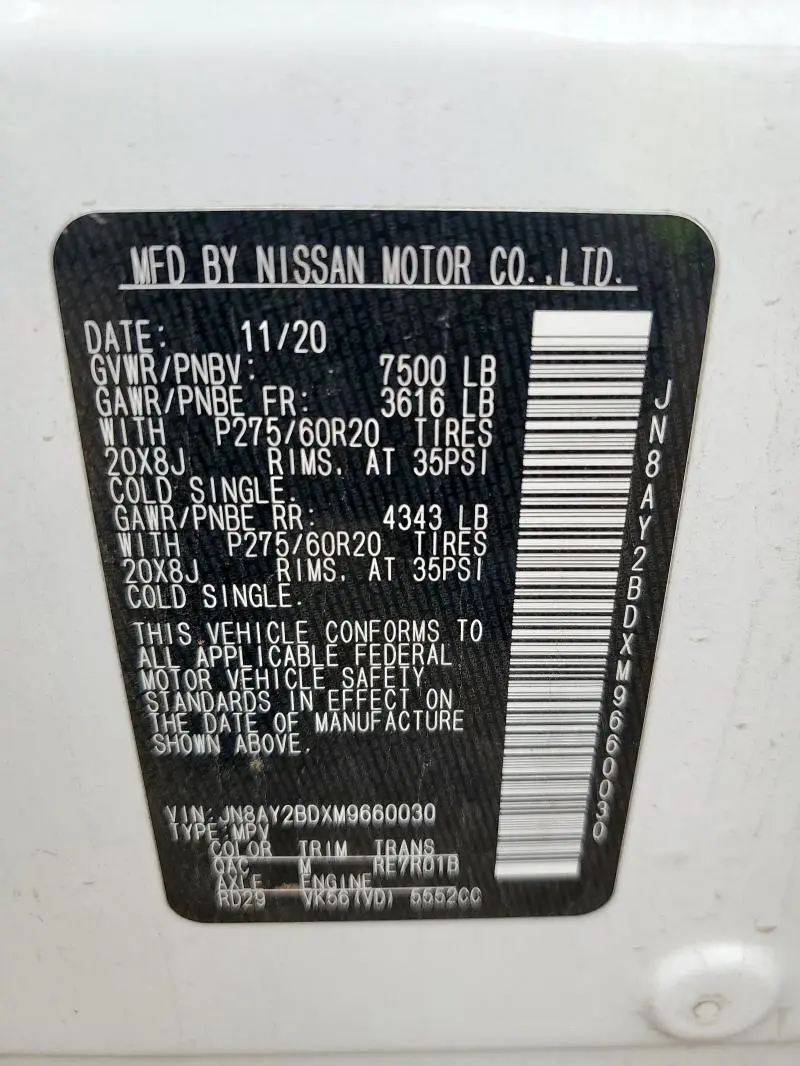 MFD BY NISSAN MOTOR CO.,LTD.
DATE: 11/20
GVWR/PNBV: 7500 LB
GAWR/PNBE FR: 3616 LB
WITH P275/60R20 TIRES
20X8J RIMS, AT 35PSI
COLD SINGLE.
GAWR/PNBE RR: 4343 LB
WITH P275/60R20 TIRES
20X8J RIMS, AT 35PSI
COLD SINGLE.
THIS VEHICLE CONFORMS TO
ALL APPLICABLE FEDERAL
MOTOR VEHICLE SAFETY
STANDARDS IN EFFECT ON
THE DATE OF MANUFACTURE
SHOWN ABOVE.
VIN:JN8AY2BDXM9660030
TYPE:MPV
COLOR TRIM TRANS
QAC M RE7R01B
AXLE ENGINE
RD29 VK56(VD) 5552CC
JN8AY2BDXM9660030